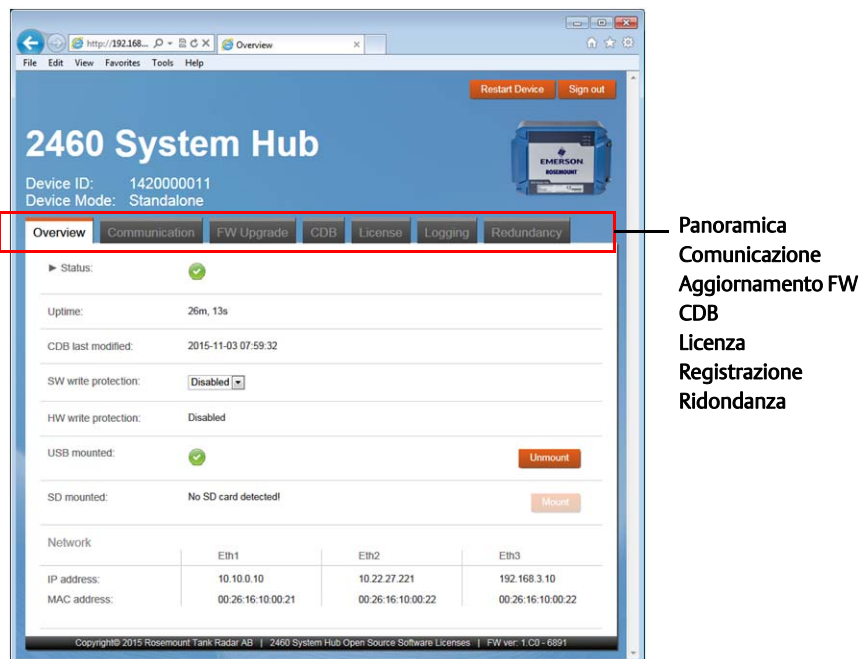 http://192.168...
Overview
File Edit View Favorites Tools Help
Restart Device Sign out
2460 System Hub
EMERSON
ROSEMOUNT
Device ID: 1420000011
Device Mode: Standalone
Overview Communication FW Upgrade CDB License Logging Redundancy
Panoramica
Comunicazione
Aggiornamento FW
CDB
Licenza
Registrazione
Ridondanza
► Status:
Uptime: 26m, 13s
CDB last modified: 2015-11-03 07:59:32
SW write protection: Disabled
HW write protection: Disabled
USB mounted: Unmount
SD mounted: No SD card detected! Mount
Network
Eth1 Eth2 Eth3
IP address: 10.10.0.10 10.22.27.221 192.168.3.10
MAC address: 00:26:16:10:00:21 00:26:16:10:00:22 00:26:16:10:00:22
Copyright© 2015 Rosemount Tank Radar AB | 2460 System Hub Open Source Software Licenses | FW ver: 1.C0 - 6891